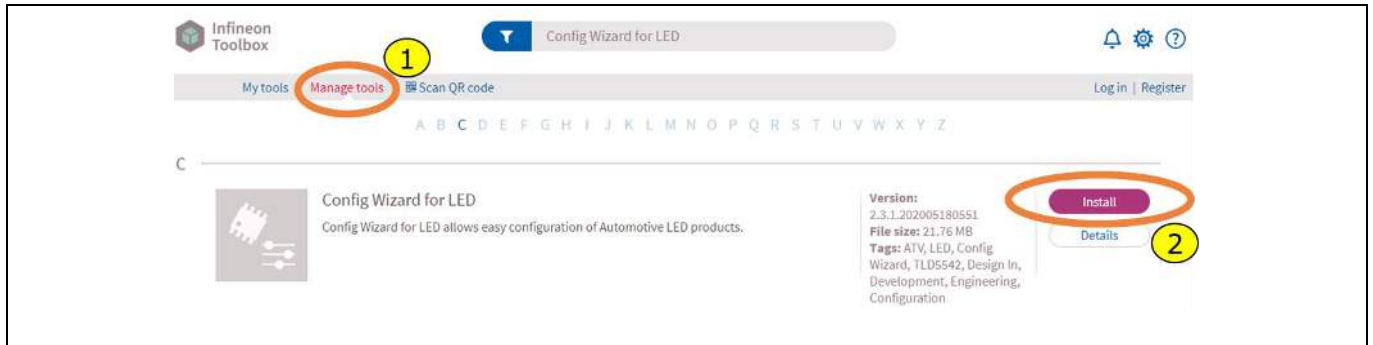 Infineon
Toolbox
Config Wizard for LED
1
My tools Manage tools Scan QR code Log in | Register
A B C D E F G H I J K L M N O P Q R S T U V W X Y Z
C
Config Wizard for LED
Config Wizard for LED allows easy configuration of Automotive LED products.
Version:
2.3.1.202005180551
File size: 21.76 MB
Tags: ATV, LED, Config
Wizard, TLD5542, Design In,
Development, Engineering,
Configuration
Install
Details
2